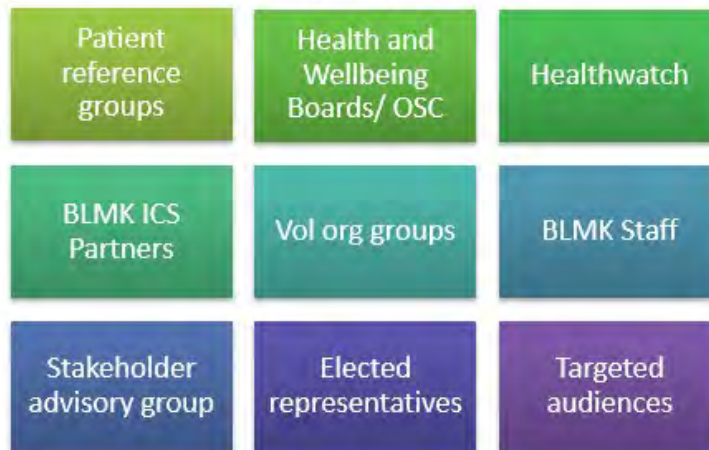 Patient
reference
groups
Health and
Wellbeing
Boards/ OSC
Healthwatch
BLMK ICS
Partners
Vol org groups
BLMK Staff
Stakeholder
advisory group
Elected
representatives
Targeted
audiences